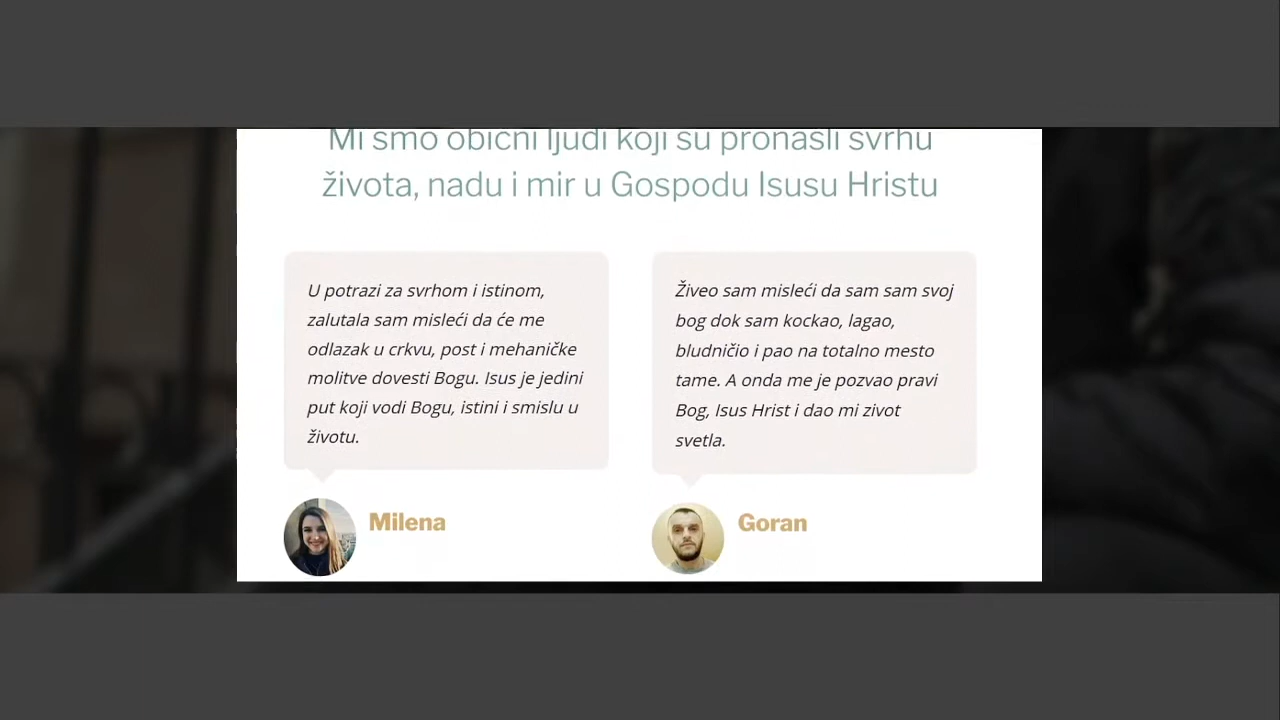 Mi smo obični ljudi koji su pronašli svrhu
života, nadu i mir u Gospodu Isusu Hristu
U potrazi za svrhom i istinom,
zalutala sam misleći da će me
odlazak u crkvu, post i mehaničke
molitve dovesti Bogu. Isus je jedini
put koji vodi Bogu, istini i smislu u
životu.
Milena
Živeo sam misleći da sam sam svoj
bog dok sam kockao, lagao,
bludničio i pao na totalno mesto
tame. A onda me je pozvao pravi
Bog, Isus Hrist i dao mi zivot
svetla.
Goran